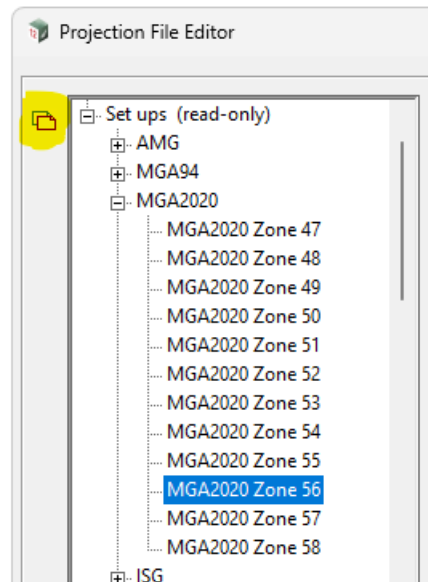 Projection File Editor
Set ups (read-only)
AMG
MGA94
MGA2020
MGA2020 Zone 47
MGA2020 Zone 48
MGA2020 Zone 49
MGA2020 Zone 50
MGA2020 Zone 51
MGA2020 Zone 52
MGA2020 Zone 53
MGA2020 Zone 54
MGA2020 Zone 55
MGA2020 Zone 56
MGA2020 Zone 57
MGA2020 Zone 58
ISG